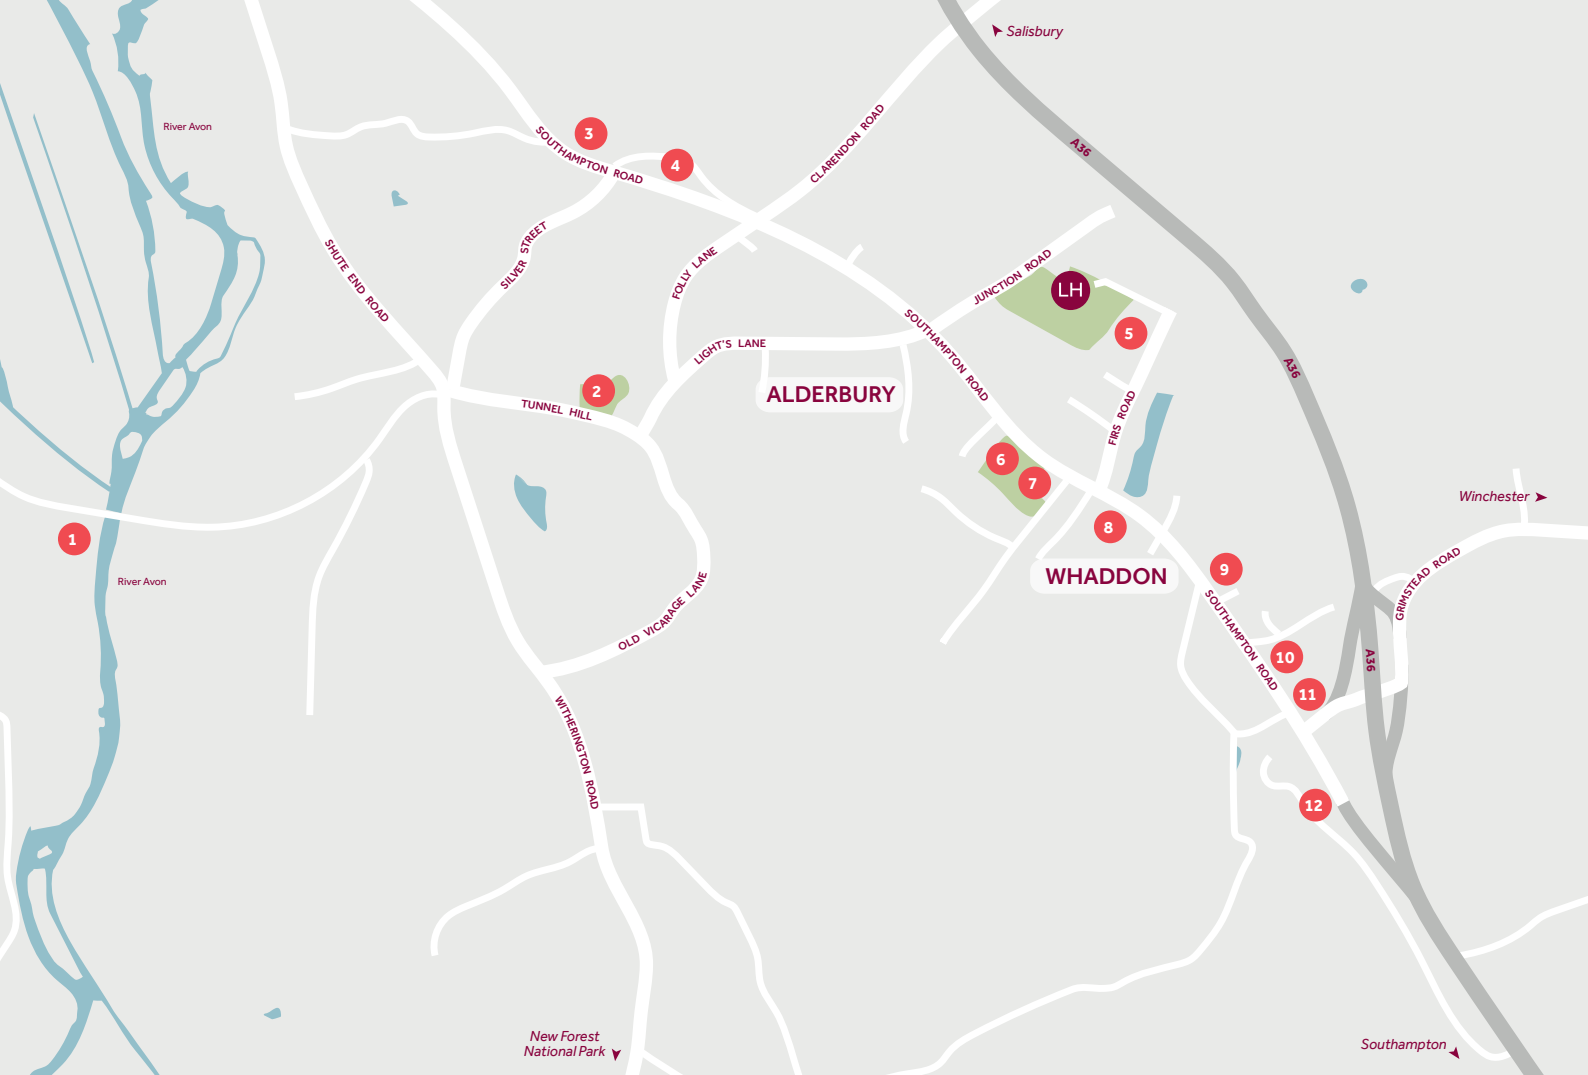 Salisbury
River Avon
3
SOUTHAMPTON ROAD
4
CLARENDON ROAD
A36
SHUTE END ROAD
SILVER STREET
FOLLY LANE
JUNCTION ROAD
LH
5
LIGHT'S LANE
SOUTHAMPTON ROAD
A36
2
TUNNEL HILL
ALDERBURY
FIRS ROAD
6
7
Winchester
1
8
River Avon
WHADDON
9
GRIMSTEAD ROAD
OLD VICARAGE LANE
SOUTHAMPTON ROAD
10
A36
11
WITHERINGTON ROAD
12
New Forest
National Park
Southampton